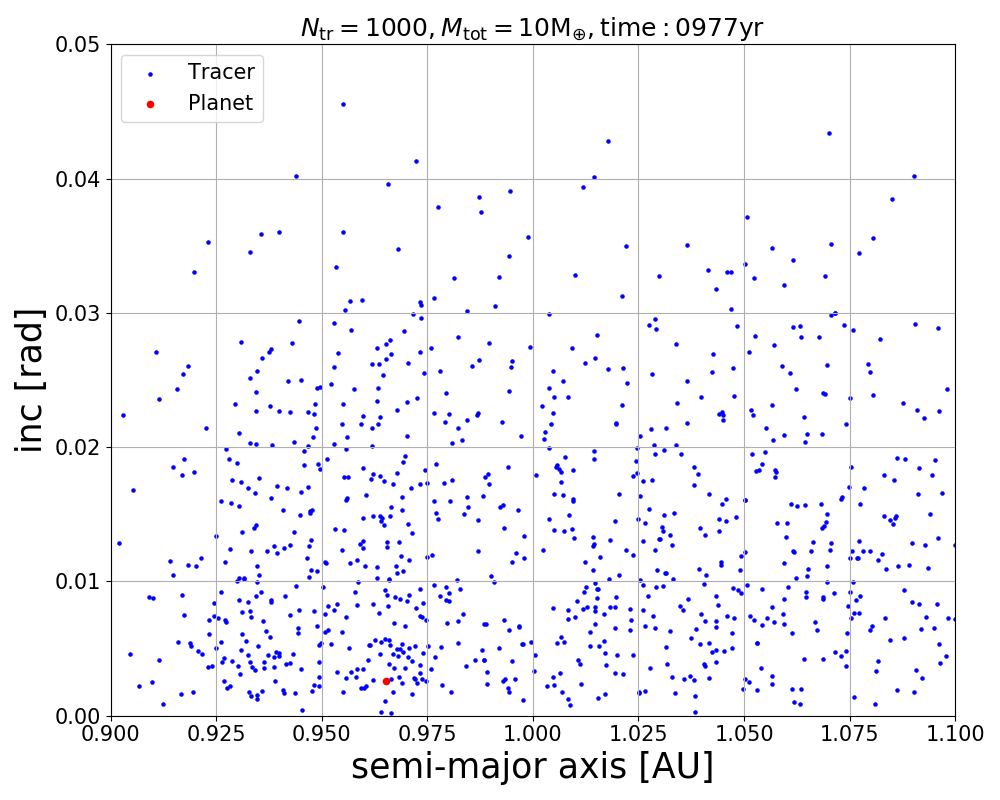 N_tr = 1000, M_tot = 10M_⊕, time : 0977yr
Tracer
Planet
inc [rad]
0.05
0.04
0.03
0.02
0.01
0.00
0.900 0.925 0.950 0.975 1.000 1.025 1.050 1.075 1.100
semi-major axis [AU]